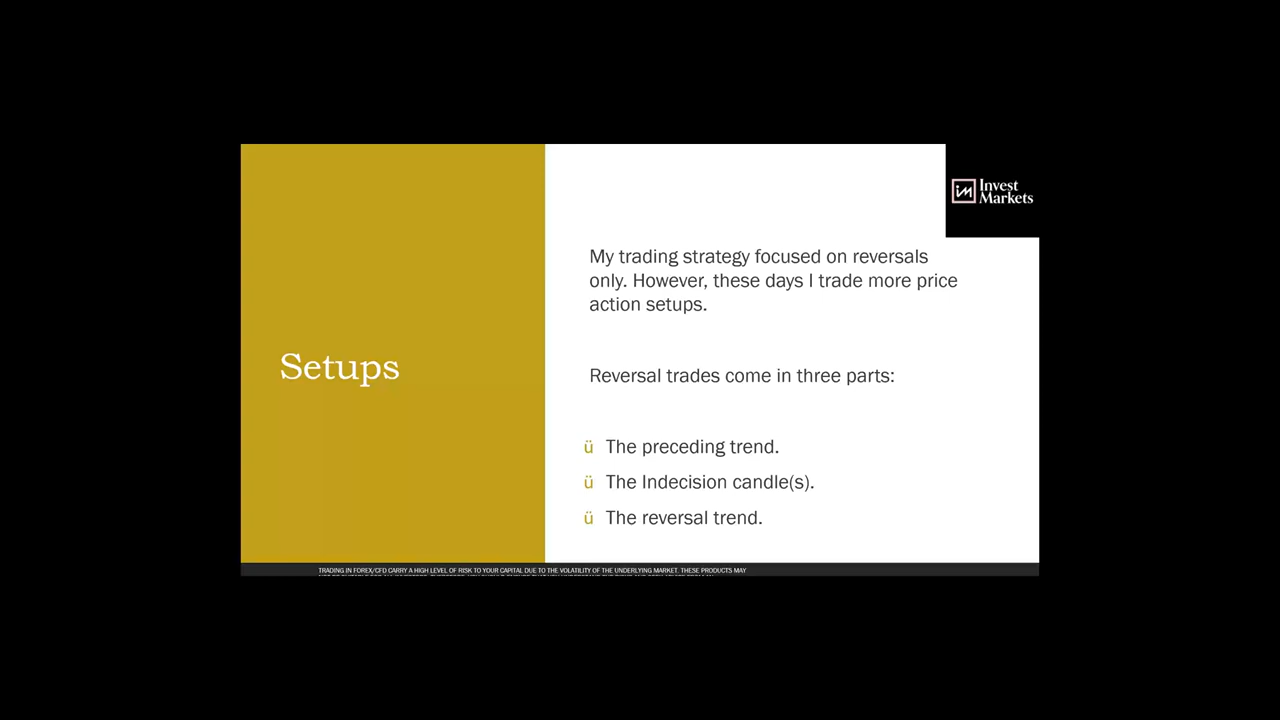 Invest
Markets
My trading strategy focused on reversals
only. However, these days I trade more price
action setups.
Setups
Reversal trades come in three parts:
ü The preceding trend.
ü The Indecision candle(s).
ü The reversal trend.
TRADING IN FOREX/CFD CARRY A HIGH LEVEL OF RISK TO YOUR CAPITAL DUE TO THE VOLATILITY OF THE UNDERLYING MARKET. THESE PRODUCTS MAY